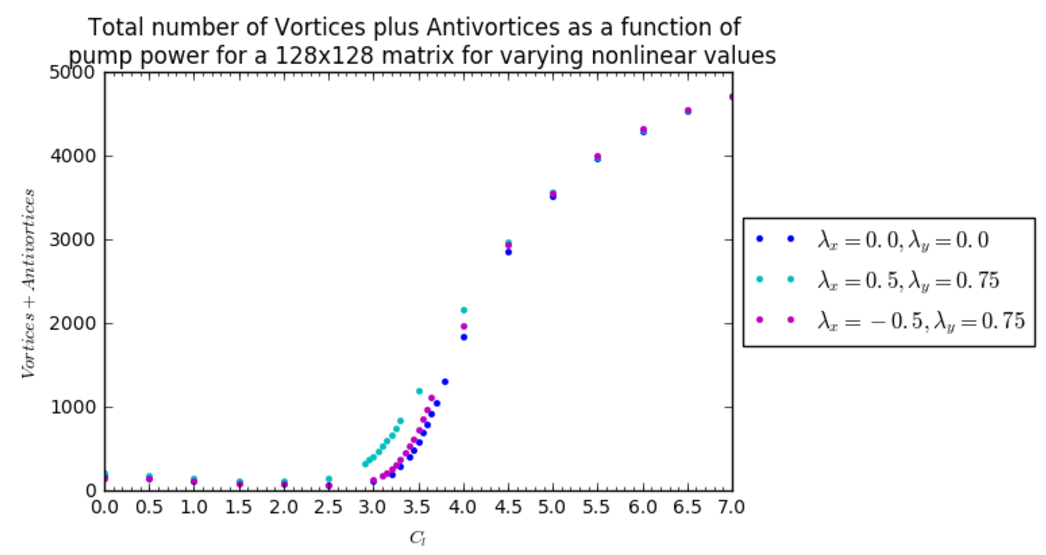 Total number of Vortices plus Antivortices as a function of
pump power for a 128x128 matrix for varying nonlinear values
5000
4000
3000
2000
1000
0
Vortices + Antivortices
0.0 0.5 1.0 1.5 2.0 2.5 3.0 3.5 4.0 4.5 5.0 5.5 6.0 6.5 7.0
C_l
λ_x = 0.0, λ_y = 0.0
λ_x = 0.5, λ_y = 0.75
λ_x = −0.5, λ_y = 0.75